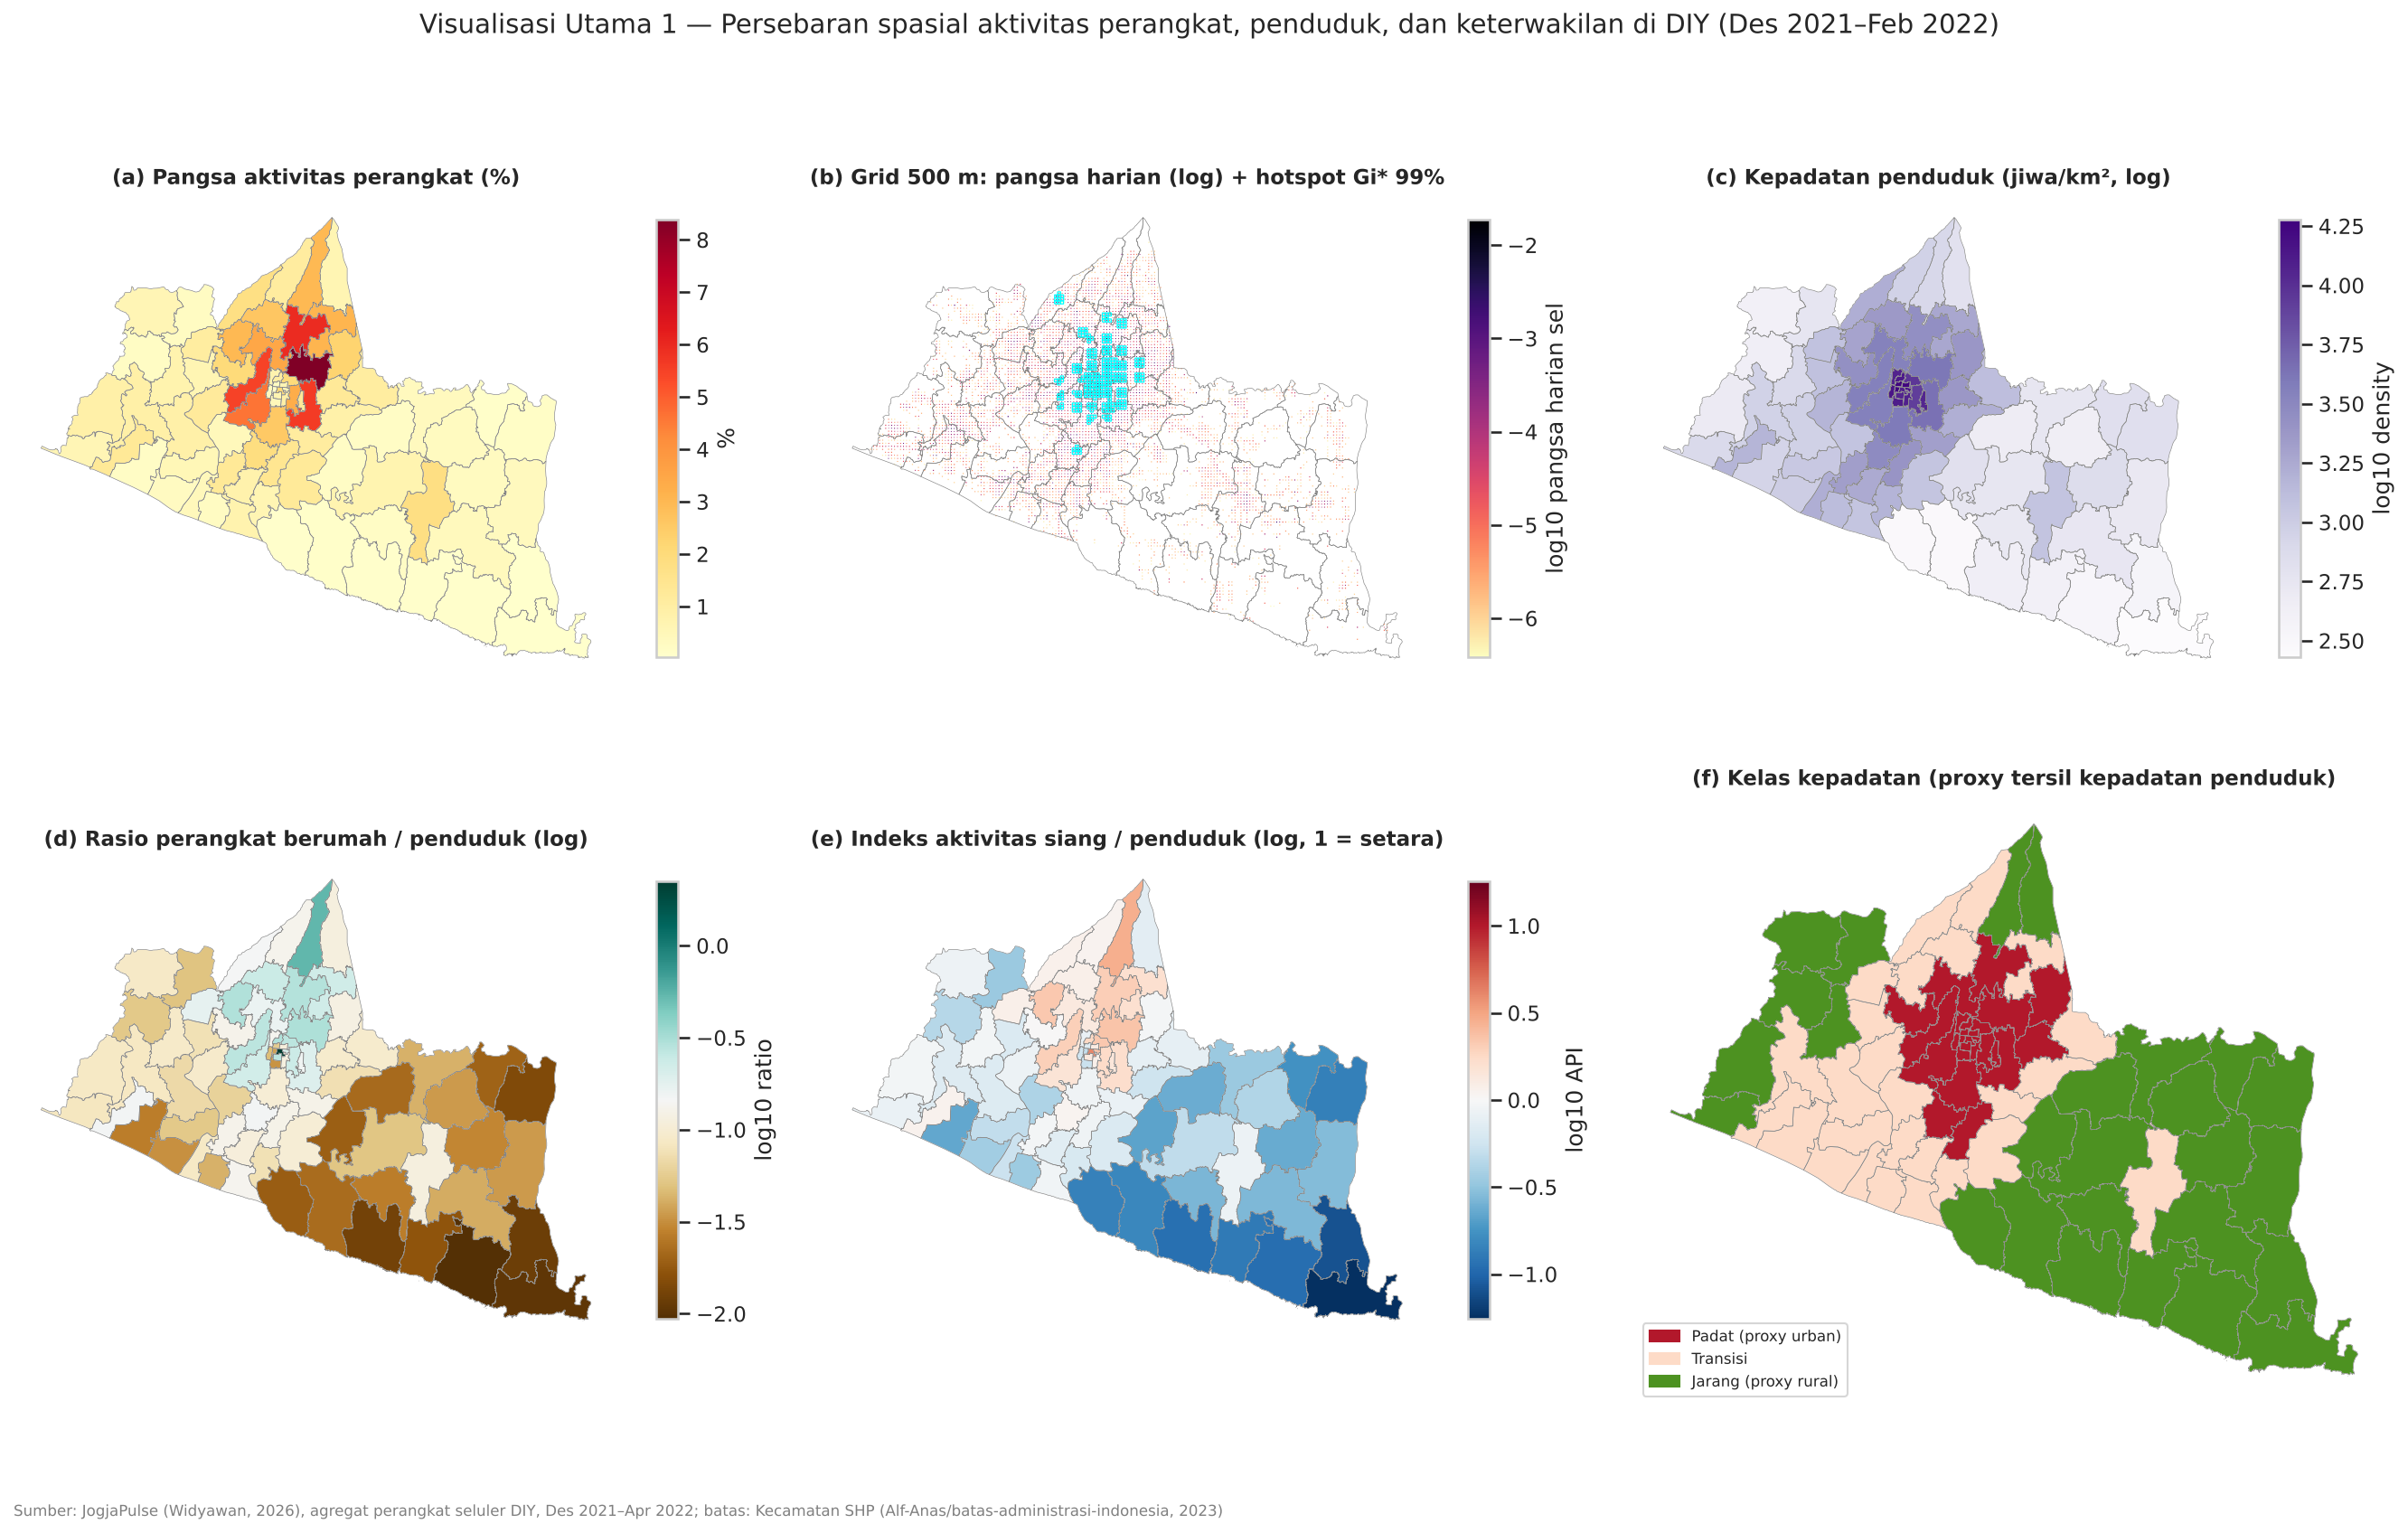 Visualisasi Utama 1 — Persebaran spasial aktivitas perangkat, penduduk, dan keterwakilan di DIY (Des 2021–Feb 2022)
(a) Pangsa aktivitas perangkat (%)
8
7
6
5
4
3
2
1
%
(b) Grid 500 m: pangsa harian (log) + hotspot Gi* 99%
−2
−3
−4
−5
−6
log10 pangsa harian sel
(c) Kepadatan penduduk (jiwa/km², log)
4.25
4.00
3.75
3.50
3.25
3.00
2.75
2.50
log10 density
(d) Rasio perangkat berumah / penduduk (log)
0.0
−0.5
−1.0
−1.5
−2.0
log10 ratio
(e) Indeks aktivitas siang / penduduk (log, 1 = setara)
1.0
0.5
0.0
−0.5
−1.0
log10 API
(f) Kelas kepadatan (proxy tersil kepadatan penduduk)
Padat (proxy urban)
Transisi
Jarang (proxy rural)
Sumber: JogjaPulse (Widyawan, 2026), agregat perangkat seluler DIY, Des 2021–Apr 2022; batas: Kecamatan SHP (Alf-Anas/batas-administrasi-indonesia, 2023)